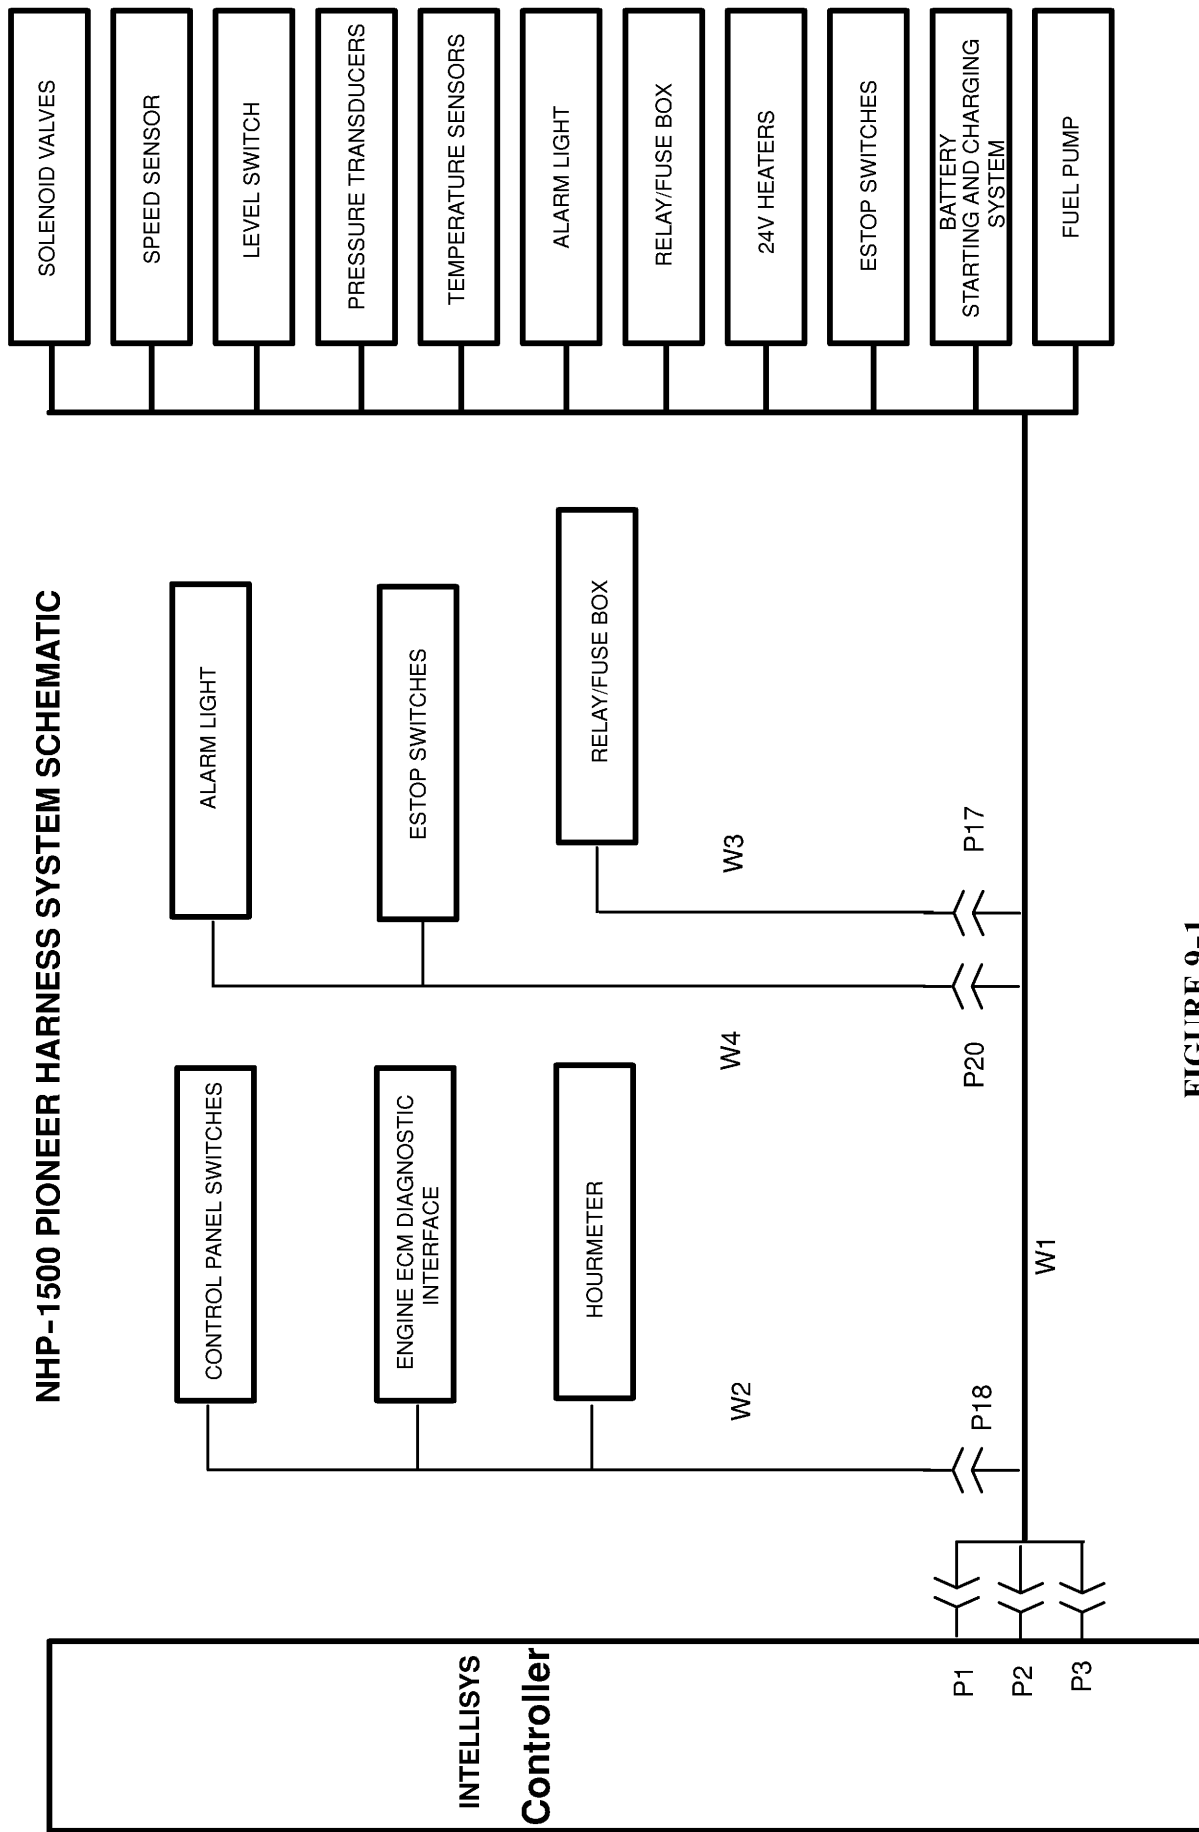 NHP-1500 PIONEER HARNESS SYSTEM SCHEMATIC
INTELLISYS
Controller
P1
P2
P3
CONTROL PANEL SWITCHES
ENGINE ECM DIAGNOSTIC
INTERFACE
HOURMETER
W2
P18
W1
ALARM LIGHT
ESTOP SWITCHES
RELAY/FUSE BOX
W4
P20
W3
P17
SOLENOID VALVES
SPEED SENSOR
LEVEL SWITCH
PRESSURE TRANSDUCERS
TEMPERATURE SENSORS
ALARM LIGHT
RELAY/FUSE BOX
24V HEATERS
ESTOP SWITCHES
BATTERY
STARTING AND CHARGING
SYSTEM
FUEL PUMP
FIGURE 9-1